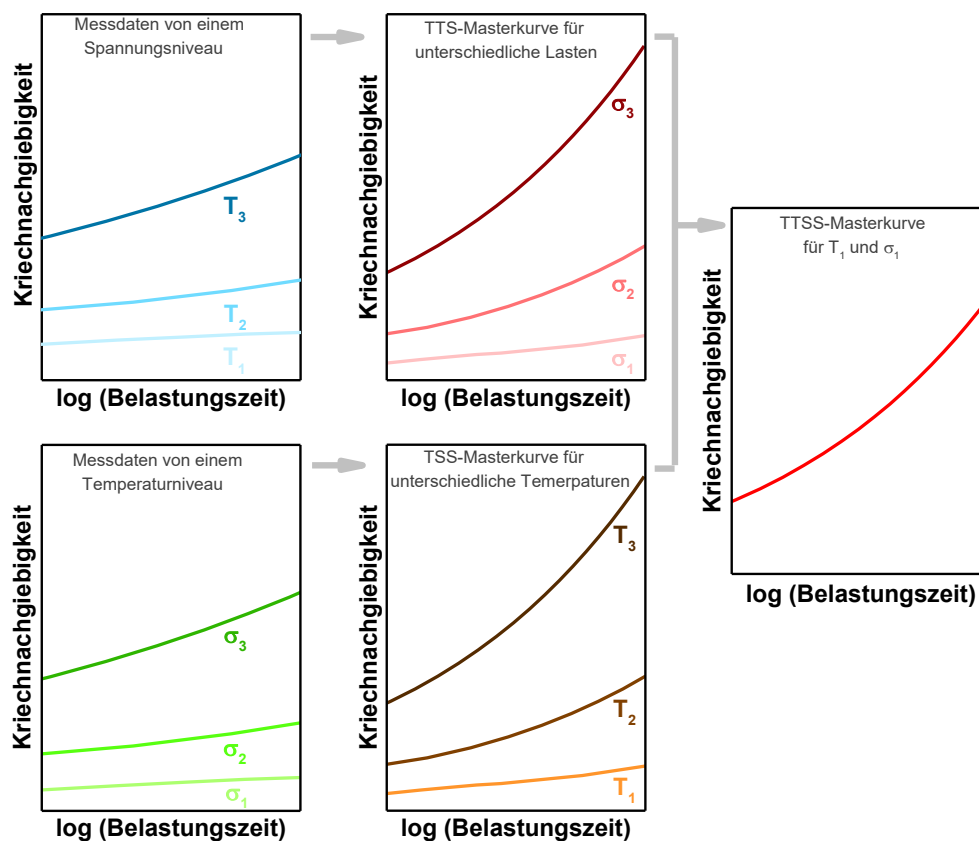 Messdaten von einem
Spannungsniveau
Kriechnachgiebigkeit
T3
T2
T1
log (Belastungszeit)
TTS-Masterkurve für
unterschiedliche Lasten
Kriechnachgiebigkeit
σ3
σ2
σ1
log (Belastungszeit)
TTSS-Masterkurve
für T1 und σ1
Kriechnachgiebigkeit
log (Belastungszeit)
Messdaten von einem
Temperaturniveau
Kriechnachgiebigkeit
σ3
σ2
σ1
log (Belastungszeit)
TSS-Masterkurve für
unterschiedliche Temerpaturen
Kriechnachgiebigkeit
T3
T2
T1
log (Belastungszeit)